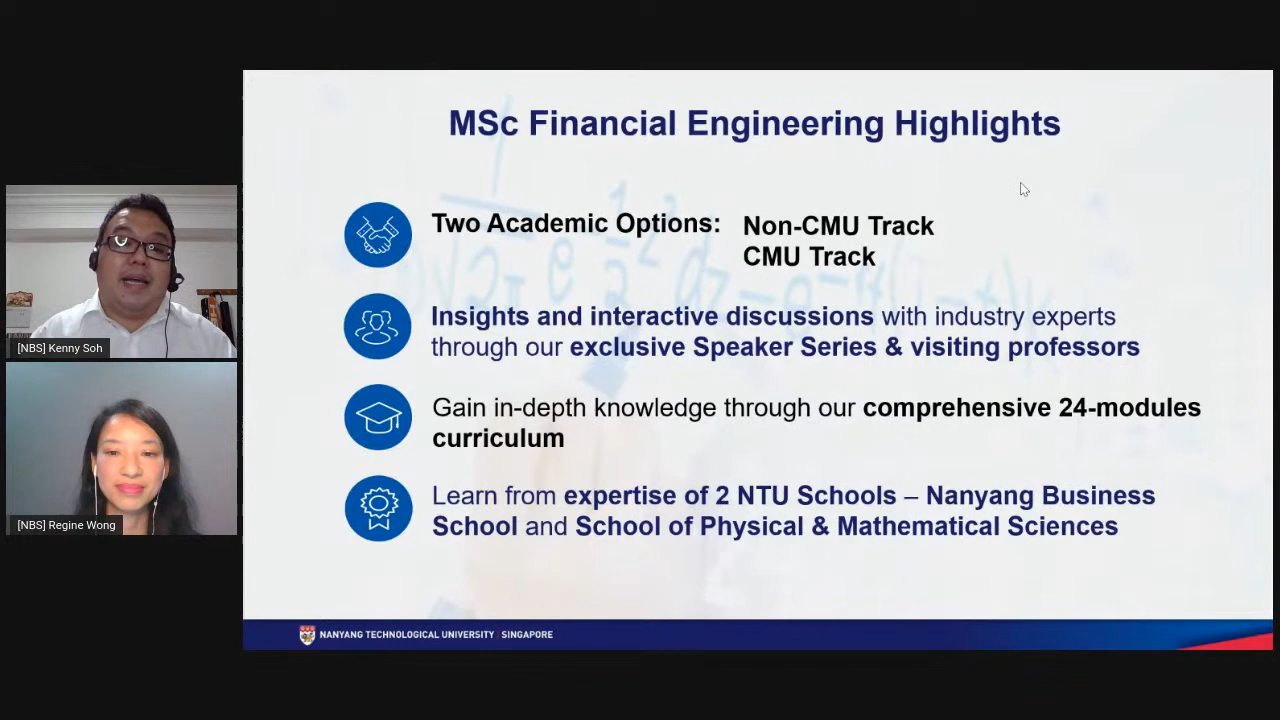 MSc Financial Engineering Highlights
Two Academic Options:
Non-CMU Track
CMU Track
Insights and interactive discussions with industry experts
through our exclusive Speaker Series & visiting professors
Gain in-depth knowledge through our comprehensive 24-modules
curriculum
Learn from expertise of 2 NTU Schools – Nanyang Business
School and School of Physical & Mathematical Sciences
NANYANG TECHNOLOGICAL UNIVERSITY | SINGAPORE
[NBS] Kenny Soh
[NBS] Regine Wong